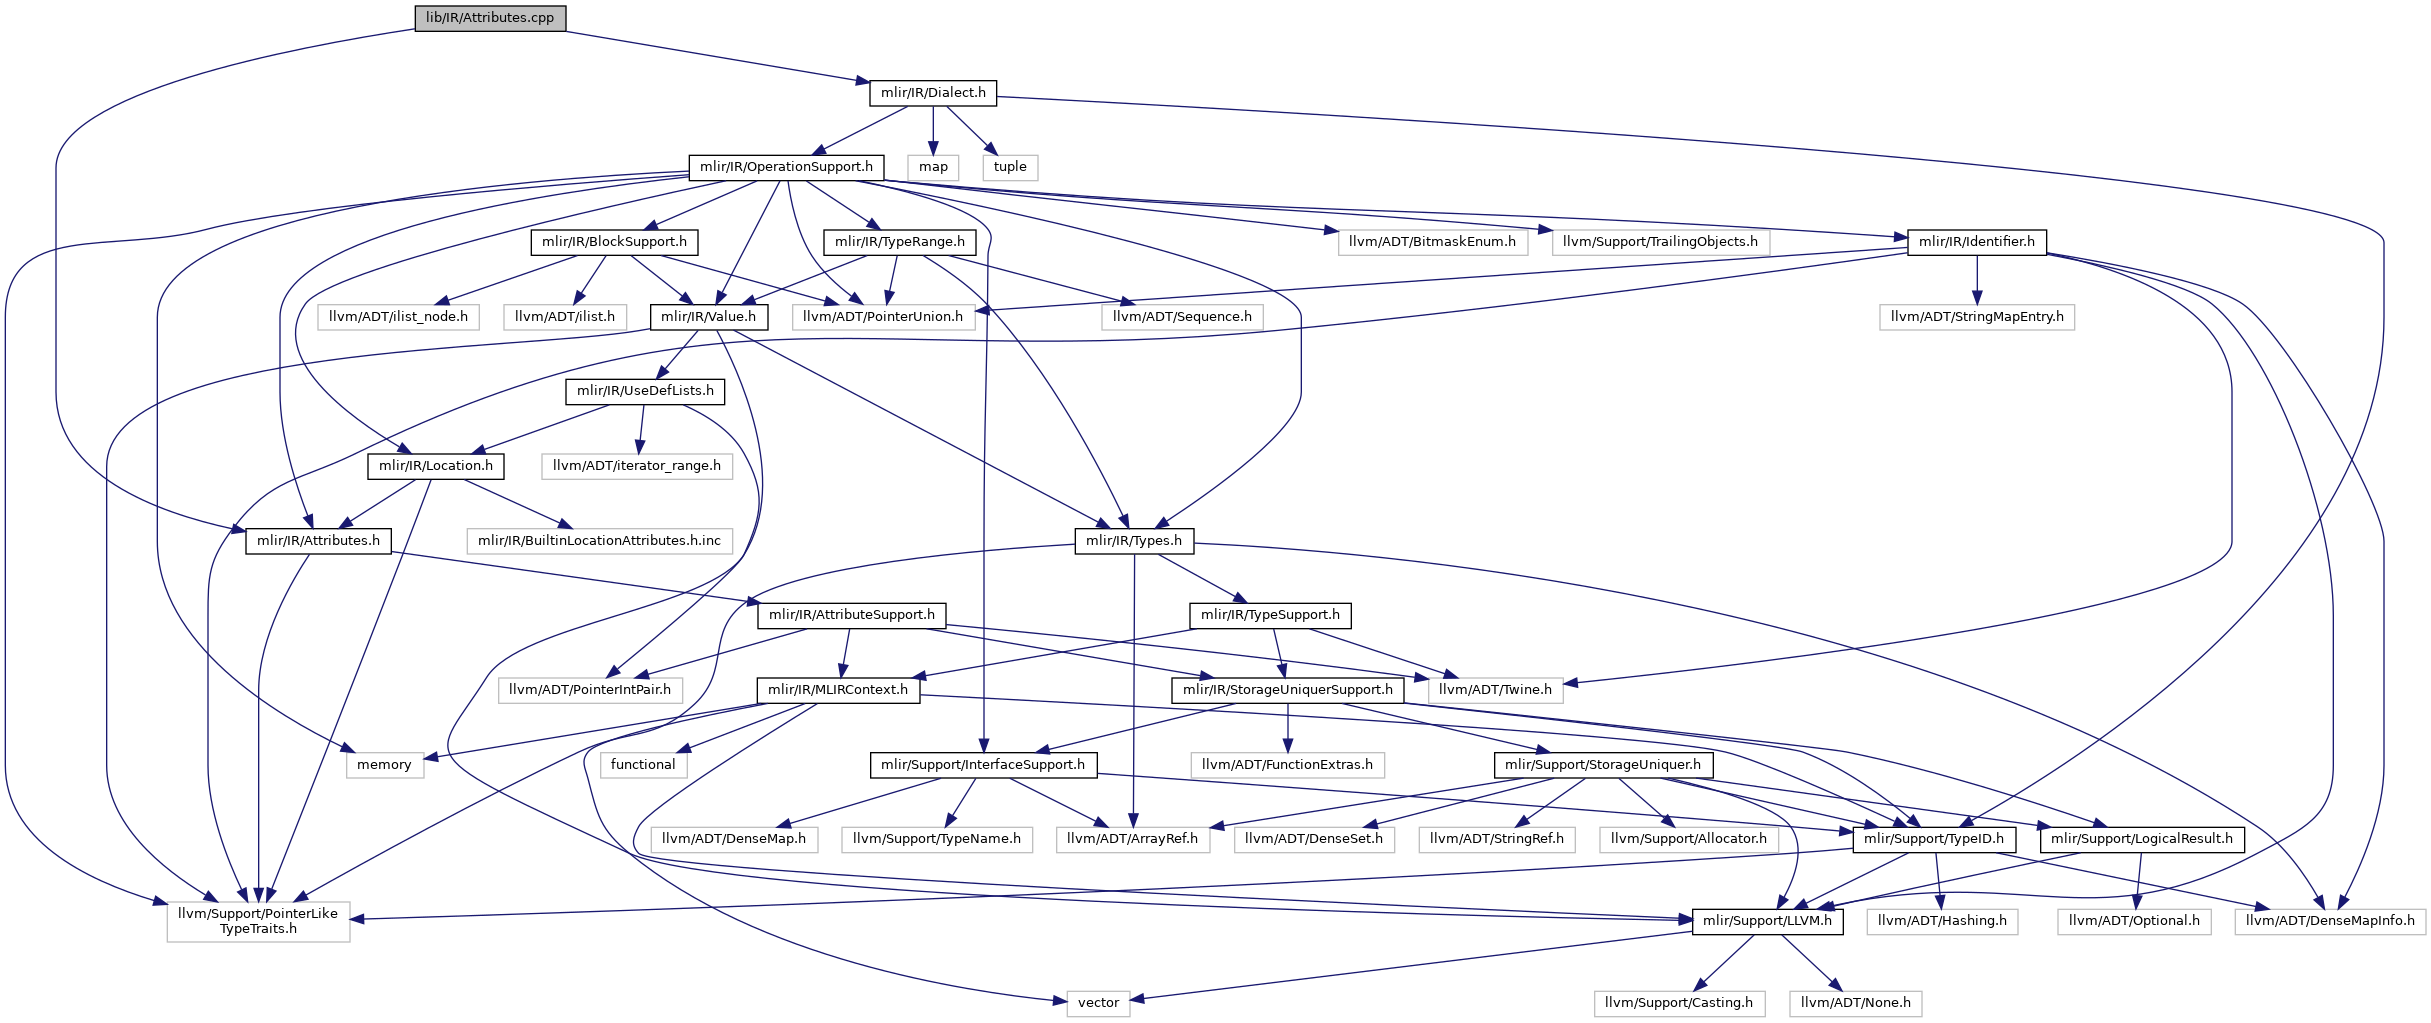 lib/IR/Attributes.cpp
mlir/IR/Dialect.h
mlir/IR/OperationSupport.h
map
tuple
mlir/IR/BlockSupport.h
mlir/IR/TypeRange.h
llvm/ADT/BitmaskEnum.h
llvm/Support/TrailingObjects.h
mlir/IR/Identifier.h
llvm/ADT/ilist_node.h
llvm/ADT/ilist.h
mlir/IR/Value.h
llvm/ADT/PointerUnion.h
llvm/ADT/Sequence.h
llvm/ADT/StringMapEntry.h
mlir/IR/UseDefLists.h
mlir/IR/Location.h
llvm/ADT/iterator_range.h
mlir/IR/Attributes.h
mlir/IR/BuiltinLocationAttributes.h.inc
mlir/IR/Types.h
mlir/IR/AttributeSupport.h
mlir/IR/TypeSupport.h
llvm/ADT/PointerIntPair.h
mlir/IR/MLIRContext.h
mlir/IR/StorageUniquerSupport.h
llvm/ADT/Twine.h
memory
functional
mlir/Support/InterfaceSupport.h
llvm/ADT/FunctionExtras.h
mlir/Support/StorageUniquer.h
llvm/ADT/DenseMap.h
llvm/Support/TypeName.h
llvm/ADT/ArrayRef.h
llvm/ADT/DenseSet.h
llvm/ADT/StringRef.h
llvm/Support/Allocator.h
mlir/Support/TypeID.h
mlir/Support/LogicalResult.h
llvm/Support/PointerLike
TypeTraits.h
mlir/Support/LLVM.h
llvm/ADT/Hashing.h
llvm/ADT/Optional.h
llvm/ADT/DenseMapInfo.h
vector
llvm/Support/Casting.h
llvm/ADT/None.h